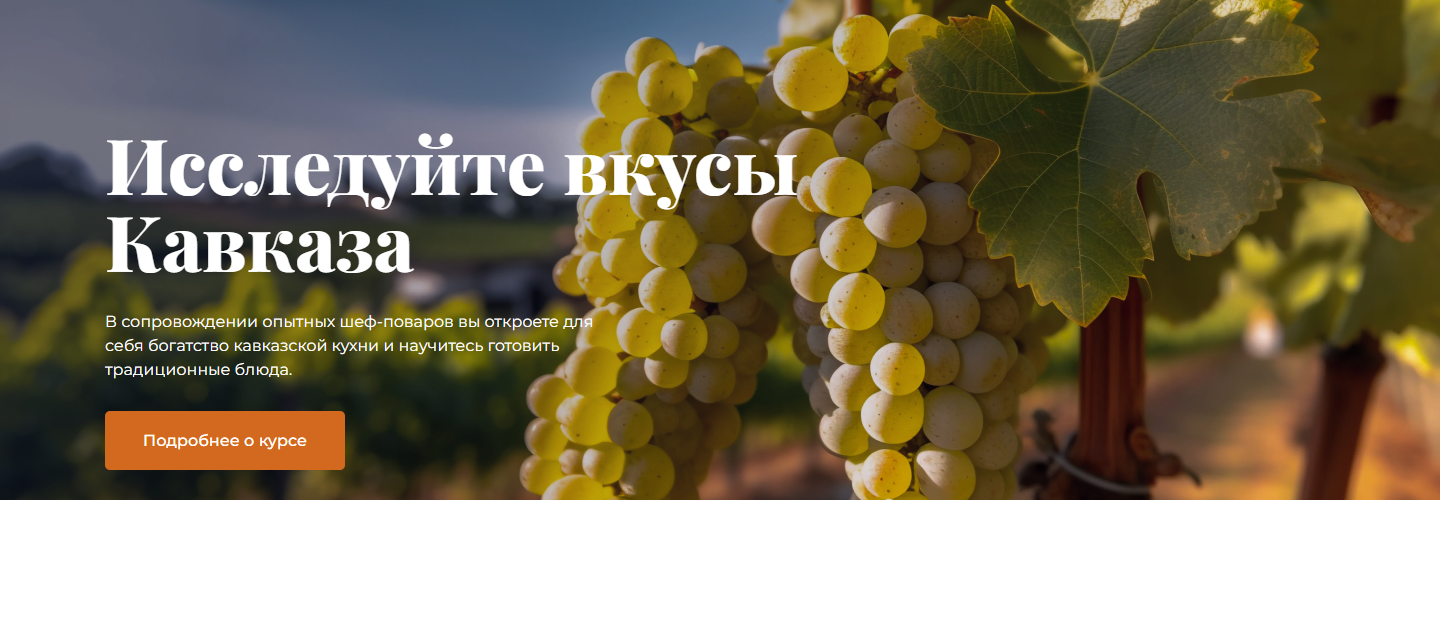 Исследуйте вкусы
Кавказа
В сопровождении опытных шеф-поваров вы откроете для
себя богатство кавказской кухни и научитесь готовить
традиционные блюда.
Подробнее о курсе